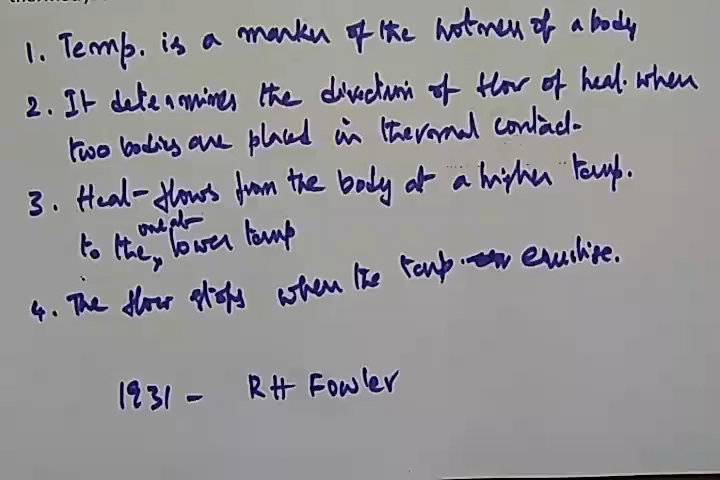 1. Temp. is a marker of the hotness of a body
2. It determines the direction of flow of heat when
two bodies are placed in thermal contact.
3. Heat flows from the body at a higher temp.
to the one at lower temp
4. The flow stops when the temp. equilise.
1931 - RH Fowler